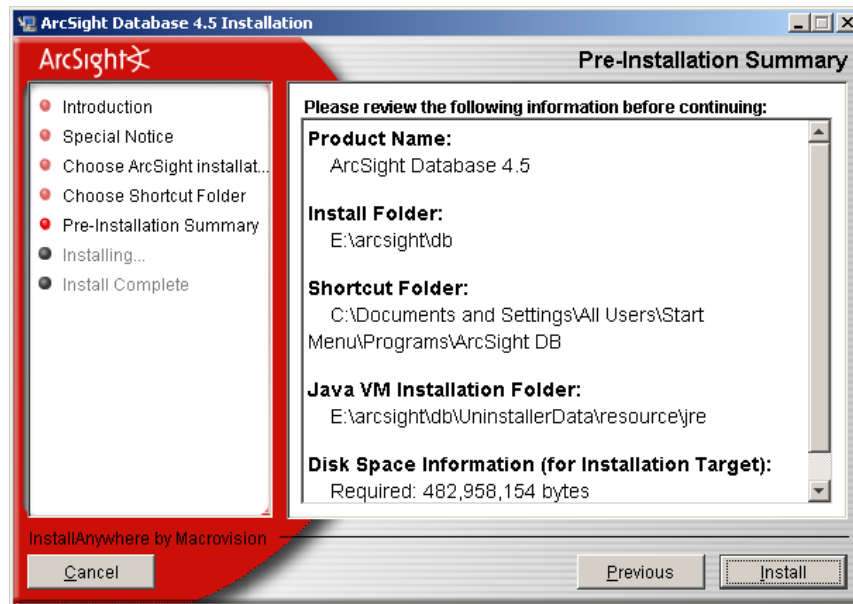 ArcSight Database 4.5 Installation
ArcSight
Pre-Installation Summary
Introduction
Special Notice
Choose ArcSight installat...
Choose Shortcut Folder
Pre-Installation Summary
Installing...
Install Complete
Please review the following information before continuing:
Product Name:
ArcSight Database 4.5
Install Folder:
E:\arcsight\db
Shortcut Folder:
C:\Documents and Settings\All Users\Start
Menu\Programs\ArcSight DB
Java VM Installation Folder:
E:\arcsight\db\UninstallerData\resource\jre
Disk Space Information (for Installation Target):
Required: 482,958,154 bytes
InstallAnywhere by Macrovision
Cancel
Previous
Install